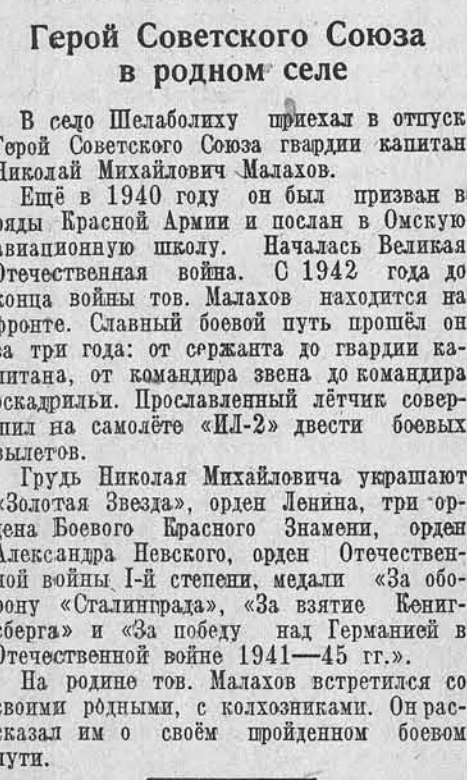 Герой Советского Союза
в родном селе
В село Шелаболиху приехал в отпуск
Герой Советского Союза гвардии капитан
Николай Михайлович Малахов.
Ещё в 1940 году он был призван в
ряды Красной Армии и послан в Омскую
авиационную школу. Началась Великая
Отечественная война. С 1942 года до
конца войны тов. Малахов находится на
фронте. Славный боевой путь прошёл он
за три года: от сержанта до гвардии ка-
питана, от командира звена до командира
эскадрильи. Прославленный лётчик совер-
шил на самолёте «ИЛ-2» двести боевых
вылетов.
Грудь Николая Михайловича украшают
«Золотая Звезда», орден Ленина, три ор-
дена Боевого Красного Знамени, орден
Александра Невского, орден Отечествен-
ной войны I-й степени, медали «За обо-
рону «Сталинграда», «За взятие Кениг-
сберга» и «За победу над Германией в
Отечественной войне 1941—45 гг.».
На родине тов. Малахов встретился со
своими родными, с колхозниками. Он рас-
сказал им о своём пройденном боевом
пути.